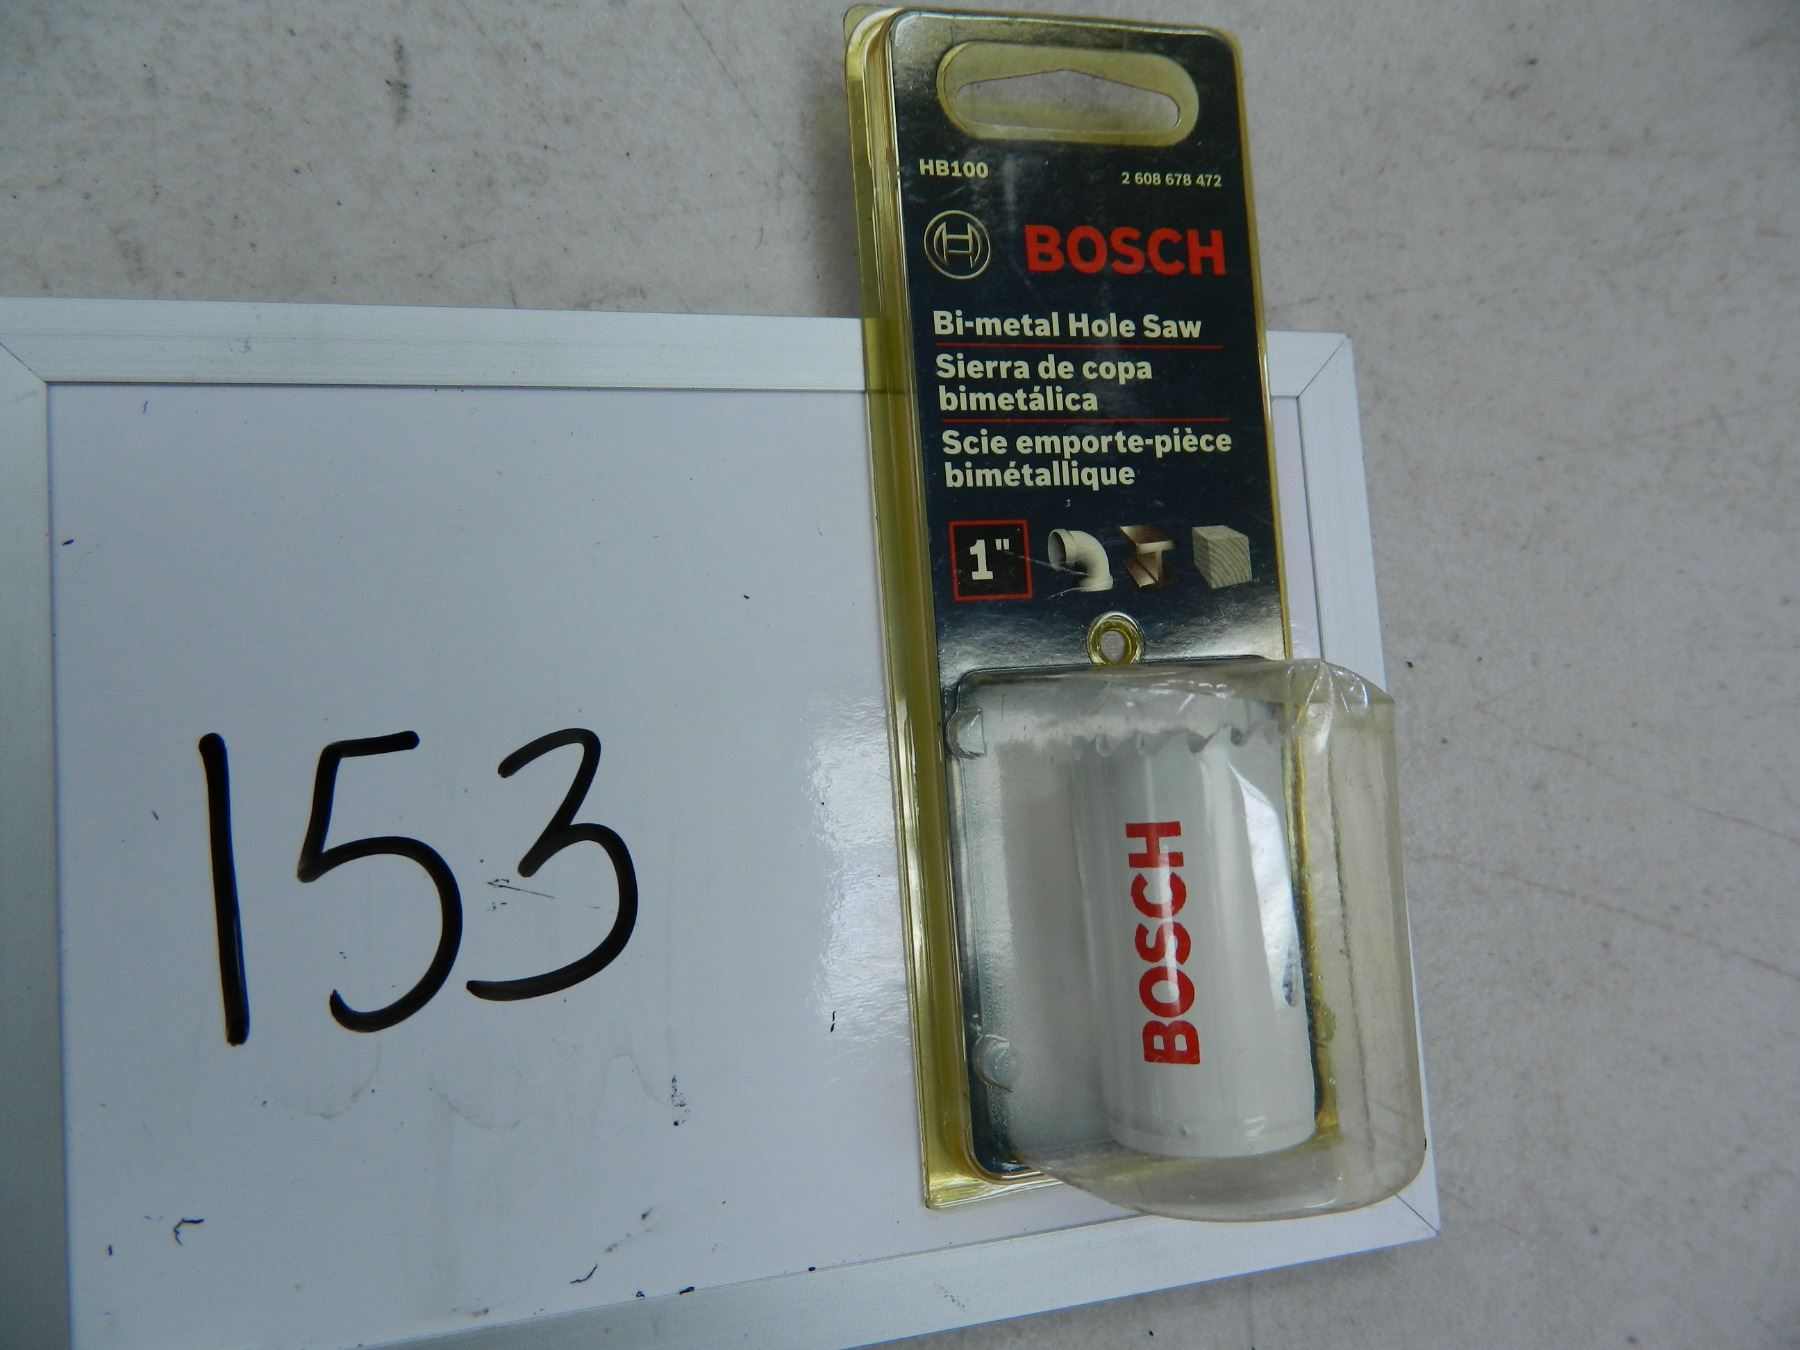 HB100
2 608 678 472
BOSCH
Bi-metal Hole Saw
Sierra de copa
bimetálica
Scie emporte-pièce
bimétallique
1"
BOSCH
153